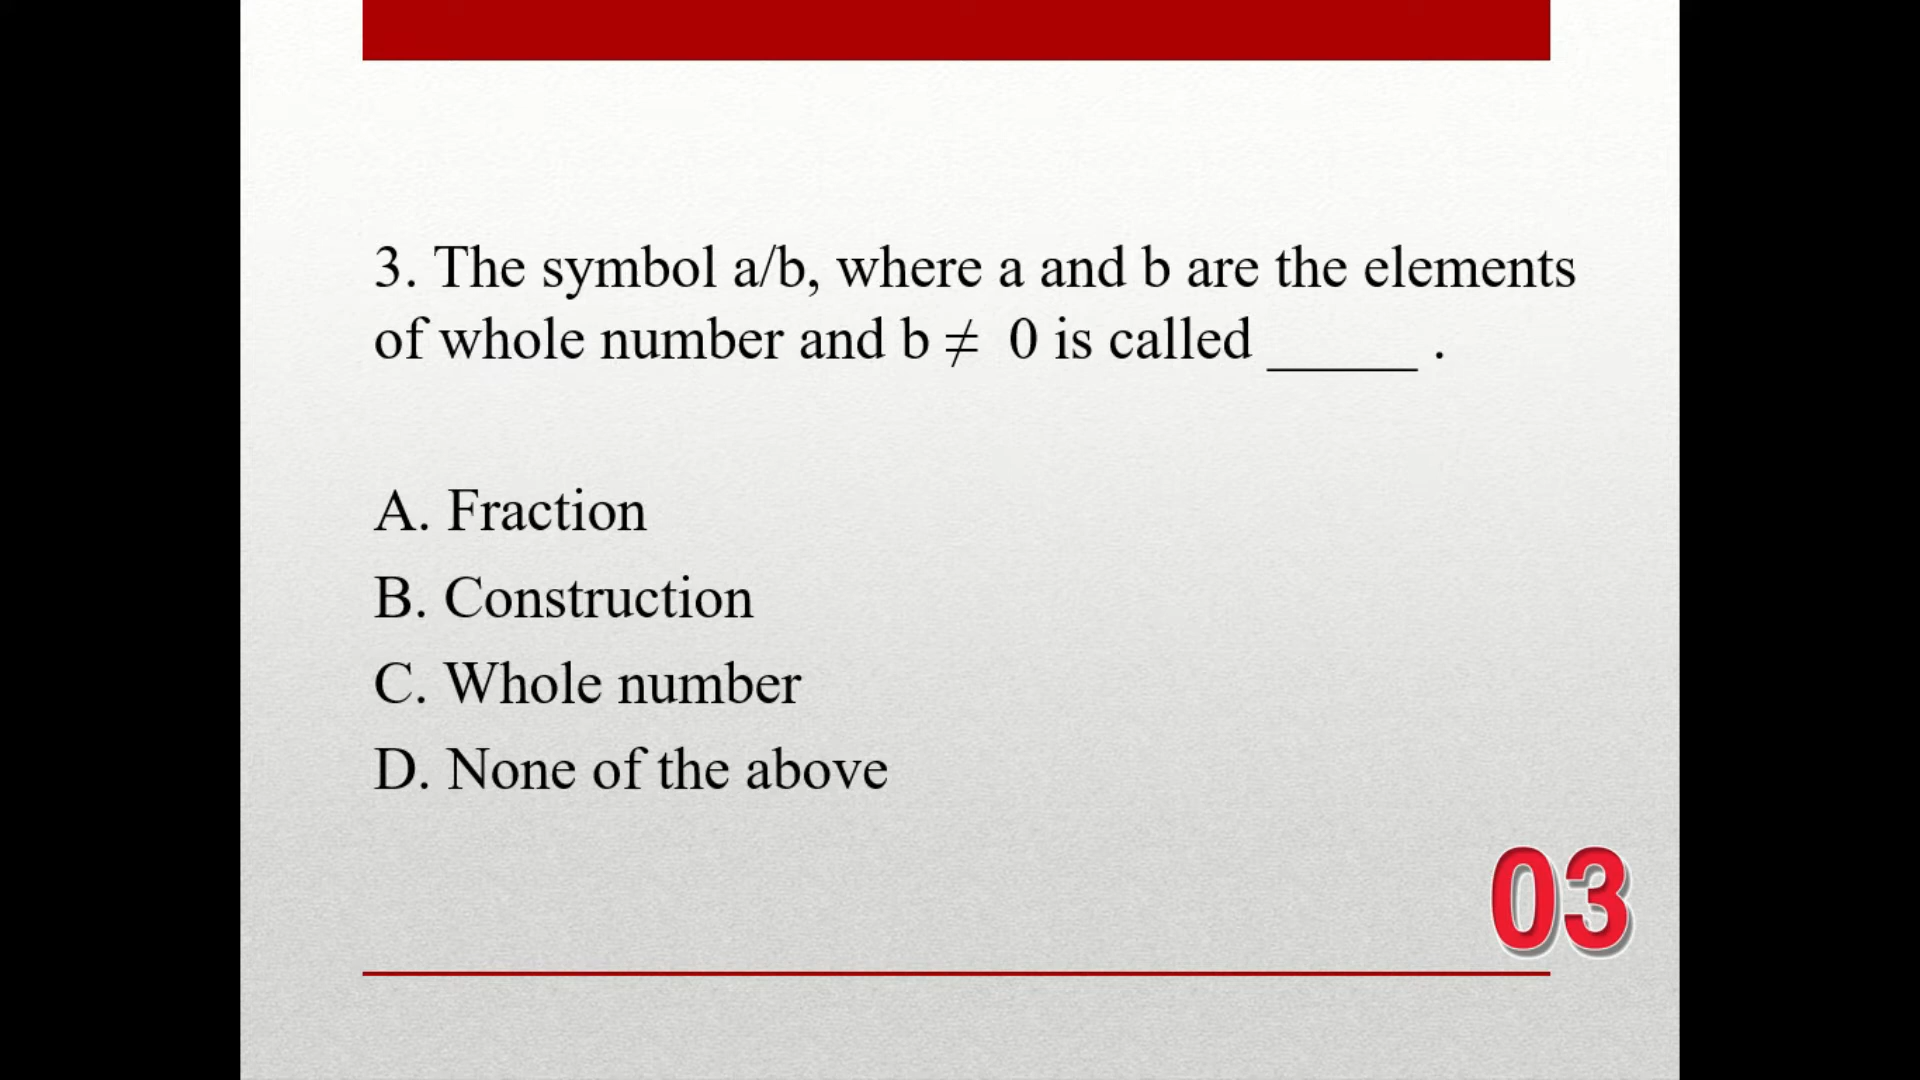 3. The symbol a/b, where a and b are the elements
of whole number and b ≠ 0 is called _____ .
A. Fraction
B. Construction
C. Whole number
D. None of the above
03